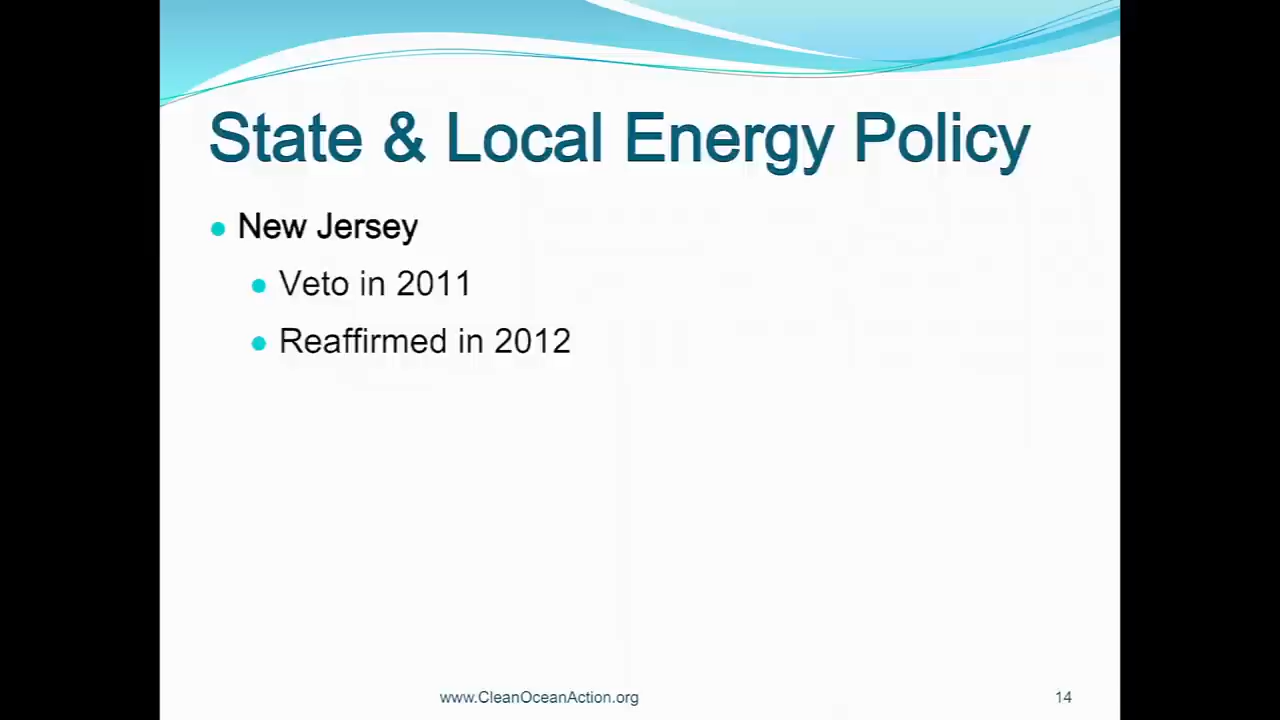 State & Local Energy Policy
New Jersey
Veto in 2011
Reaffirmed in 2012
www.CleanOceanAction.org
14